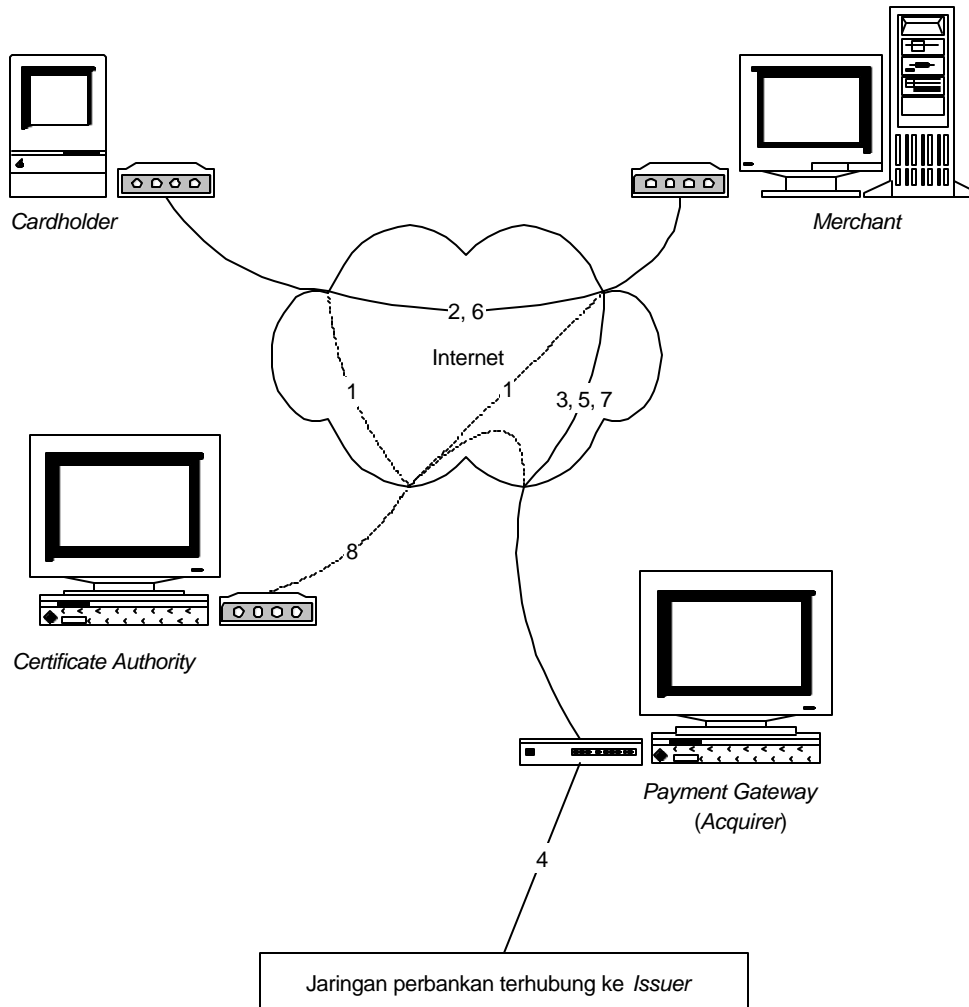 Cardholder
Merchant
2, 6
Internet
1
1
3, 5, 7
8
Certificate Authority
Payment Gateway
(Acquirer)
4
Jaringan perbankan terhubung ke Issuer